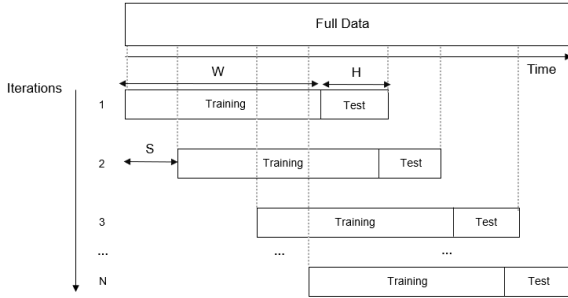 Full Data
Time
W H
Iterations
1 Training Test
S
2 Training Test
3 Training Test
... ... ...
N Training Test